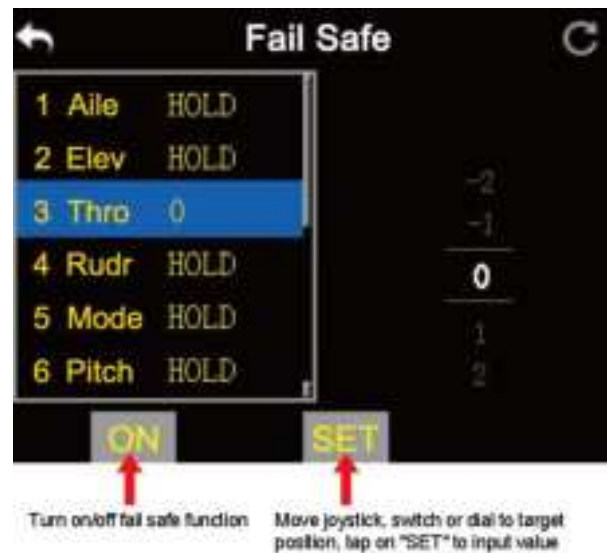 Fail Safe
1 Aile HOLD
2 Elev HOLD
3 Thro 0
4 Rudr HOLD
5 Mode HOLD
6 Pitch HOLD
-2
-1
0
1
2
ON
SET
Turn on/off fail safe function
Move joystick, switch or dial to target
position, tap on "SET" to input value